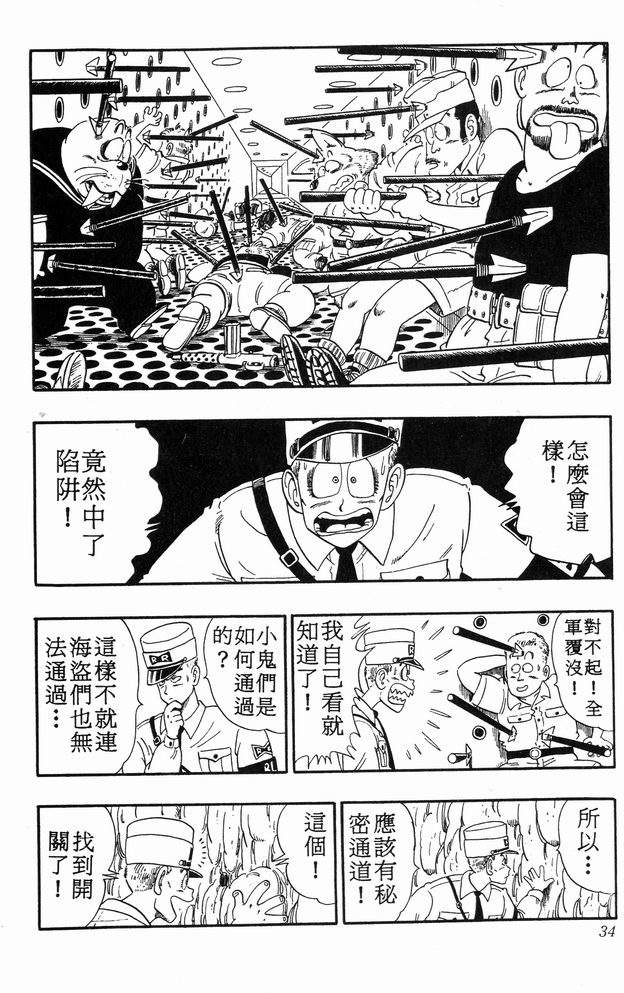 怎麼會這
樣！
竟然中了
陷阱！
對不起！全
軍覆沒！
我自己看就
知道了！
小鬼們是
如何通過
的？
這樣不就連
海盜們也無
法通過…
所以…
應該有秘
密通道！
這個！
找到開
關了！
34